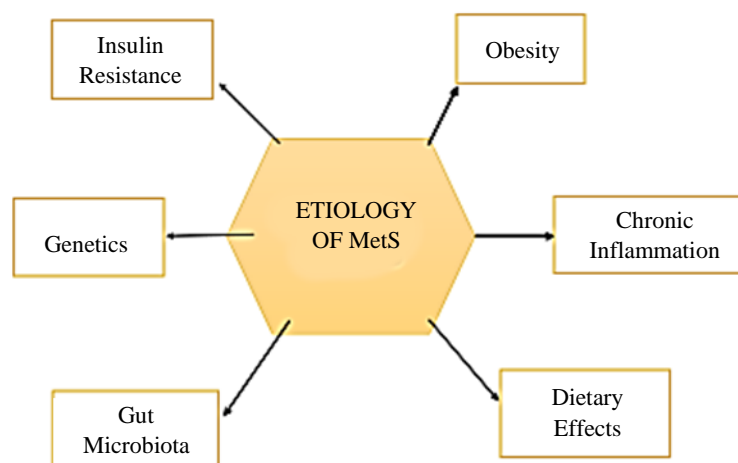 Insulin
Resistance
Obesity
ETIOLOGY
OF MetS
Genetics
Chronic
Inflammation
Gut
Microbiota
Dietary
Effects